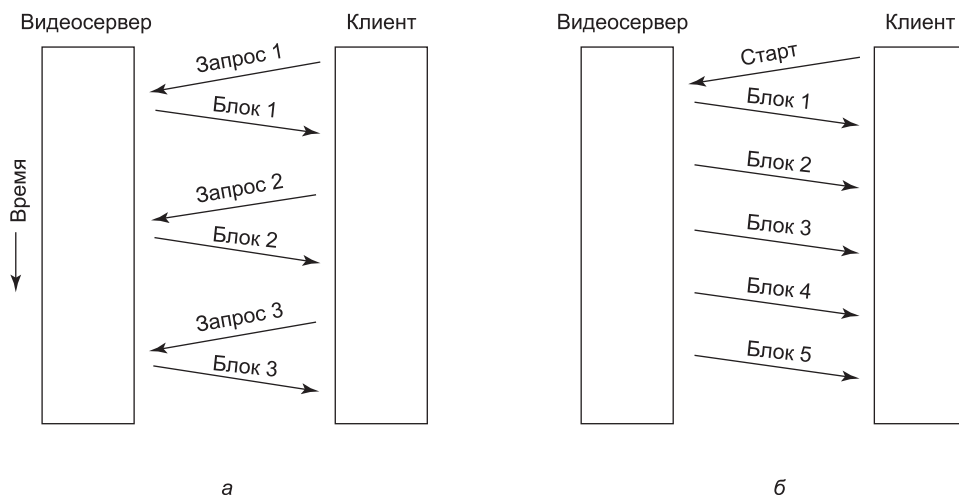 Видеосервер
Клиент
Запрос 1
Блок 1
Запрос 2
Блок 2
Запрос 3
Блок 3
Время
а
Видеосервер
Клиент
Старт
Блок 1
Блок 2
Блок 3
Блок 4
Блок 5
б